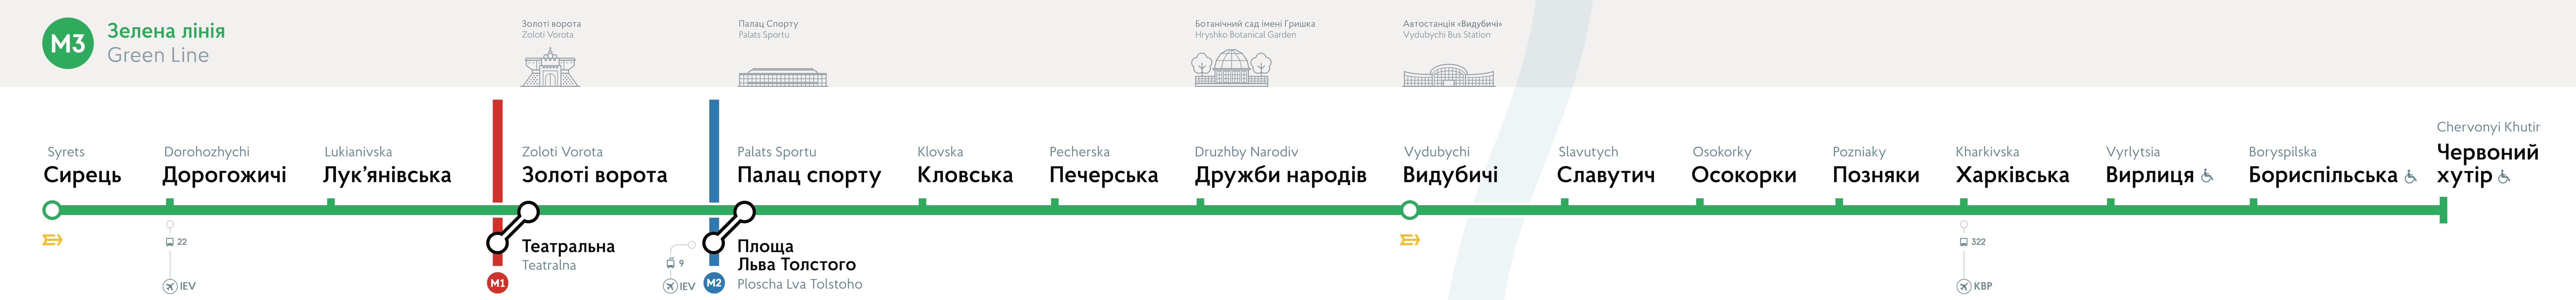 M3
Зелена лінія
Green Line
Золоті ворота
Zoloti Vorota
Палац Спорту
Palats Sportu
Ботанічний сад імені Гришка
Hryshko Botanical Garden
Автостанція «Видубичі»
Vydubychi Bus Station
Syrets
Сирець
Dorohozhychi
Дорогожичі
Lukianivska
Лук’янівська
Zoloti Vorota
Золоті ворота
Palats Sportu
Палац спорту
Klovska
Кловська
Pecherska
Печерська
Druzhby Narodiv
Дружби народів
Vydubychi
Видубичі
Slavutych
Славутич
Osokorky
Осокорки
Pozniaky
Позняки
Kharkivska
Харківська
Vyrlytsia
Вирлиця
Boryspilska
Бориспільська
Chervonyi Khutir
Червоний
хутір
22
IEV
Театральна
Teatralna
M1
9
IEV
M2
Площа
Льва Толстого
Ploscha Lva Tolstoho
322
KBP